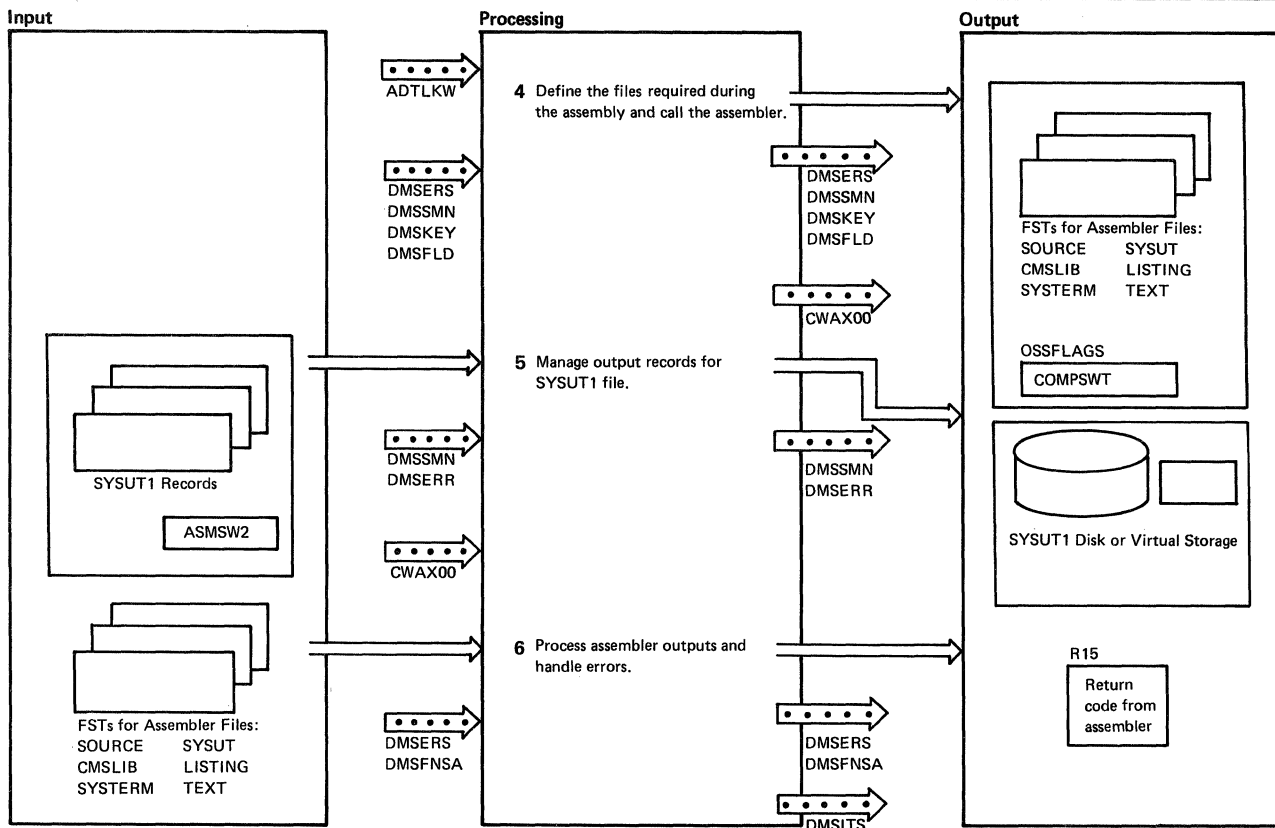 Input
Processing
Output
ADTLKW
4 Define the files required during
the assembly and call the assembler.
DMSERS
DMSSMN
DMSKEY
DMSFLD
DMSERS
DMSSMN
DMSKEY
DMSFLD
FSTs for Assembler Files:
SOURCE SYSUT
CMSLIB LISTING
SYSTERM TEXT
CWAX00
OSSFLAGS
COMPSWT
5 Manage output records for
SYSUT1 file.
SYSUT1 Records
ASMSW2
DMSSMN
DMSERR
DMSSMN
DMSERR
SYSUT1 Disk or Virtual Storage
CWAX00
6 Process assembler outputs and
handle errors.
R15
Return
code from
assembler
FSTs for Assembler Files:
SOURCE SYSUT
CMSLIB LISTING
SYSTERM TEXT
DMSERS
DMSFNSA
DMSERS
DMSFNSA
DMSITS